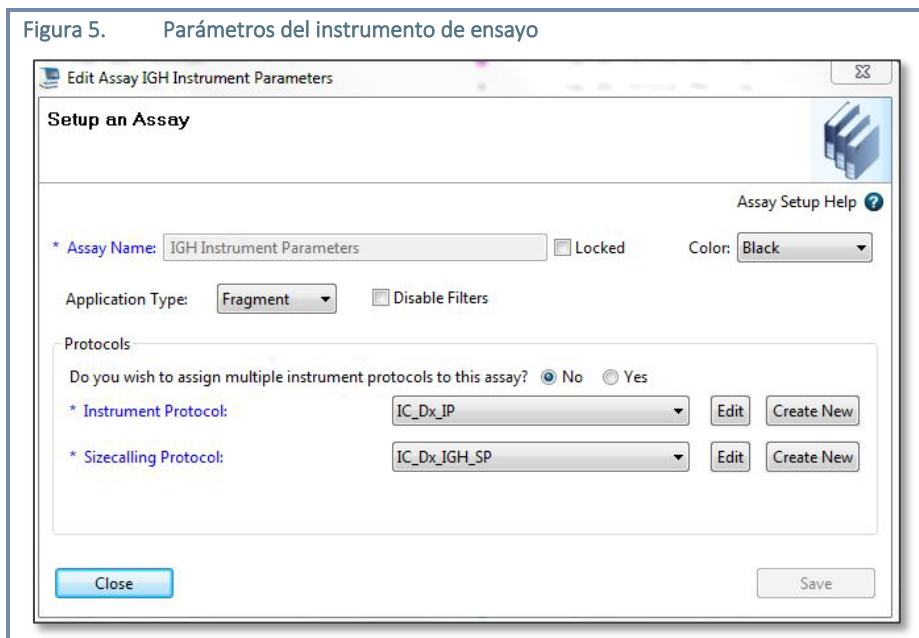 Figura 5. Parámetros del instrumento de ensayo
Edit Assay IGH Instrument Parameters
Setup an Assay
Assay Setup Help ?
* Assay Name: IGH Instrument Parameters Locked Color: Black
Application Type: Fragment Disable Filters
Protocols
Do you wish to assign multiple instrument protocols to this assay? No Yes
* Instrument Protocol: IC_Dx_IP Edit Create New
* Sizecalling Protocol: IC_Dx_IGH_SP Edit Create New
Close Save